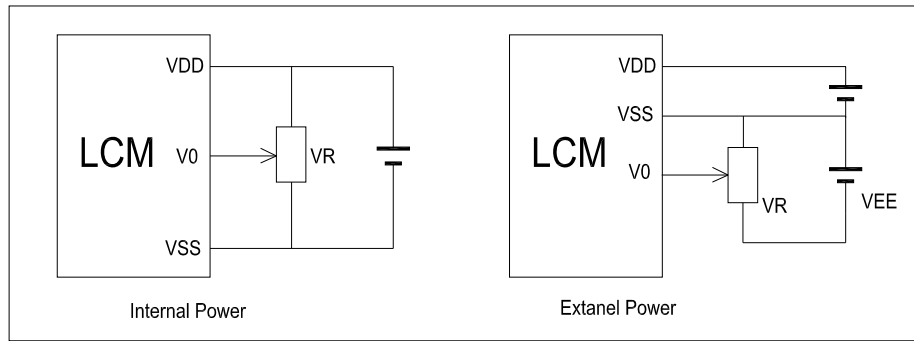 VDD
LCM
V0
VR
VSS
Internal Power
VDD
VSS
LCM
V0
VR
VEE
Extanel Power